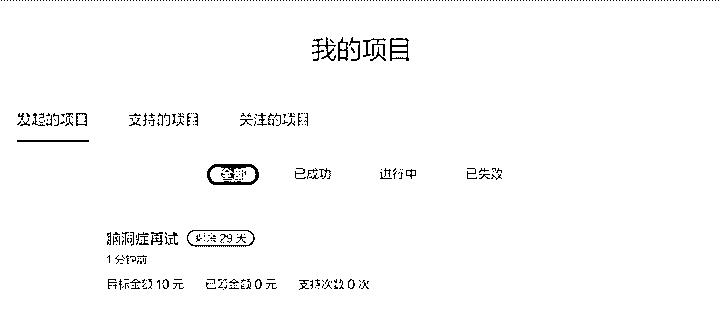 我的项目
发起的项目 支持的项目 关注的项目
全部 已成功 进行中 已失败
脑洞症再试 剩余 29 天
1 分钟前
目标金额 10 元 已筹金额 0 元 支持次数 0 次